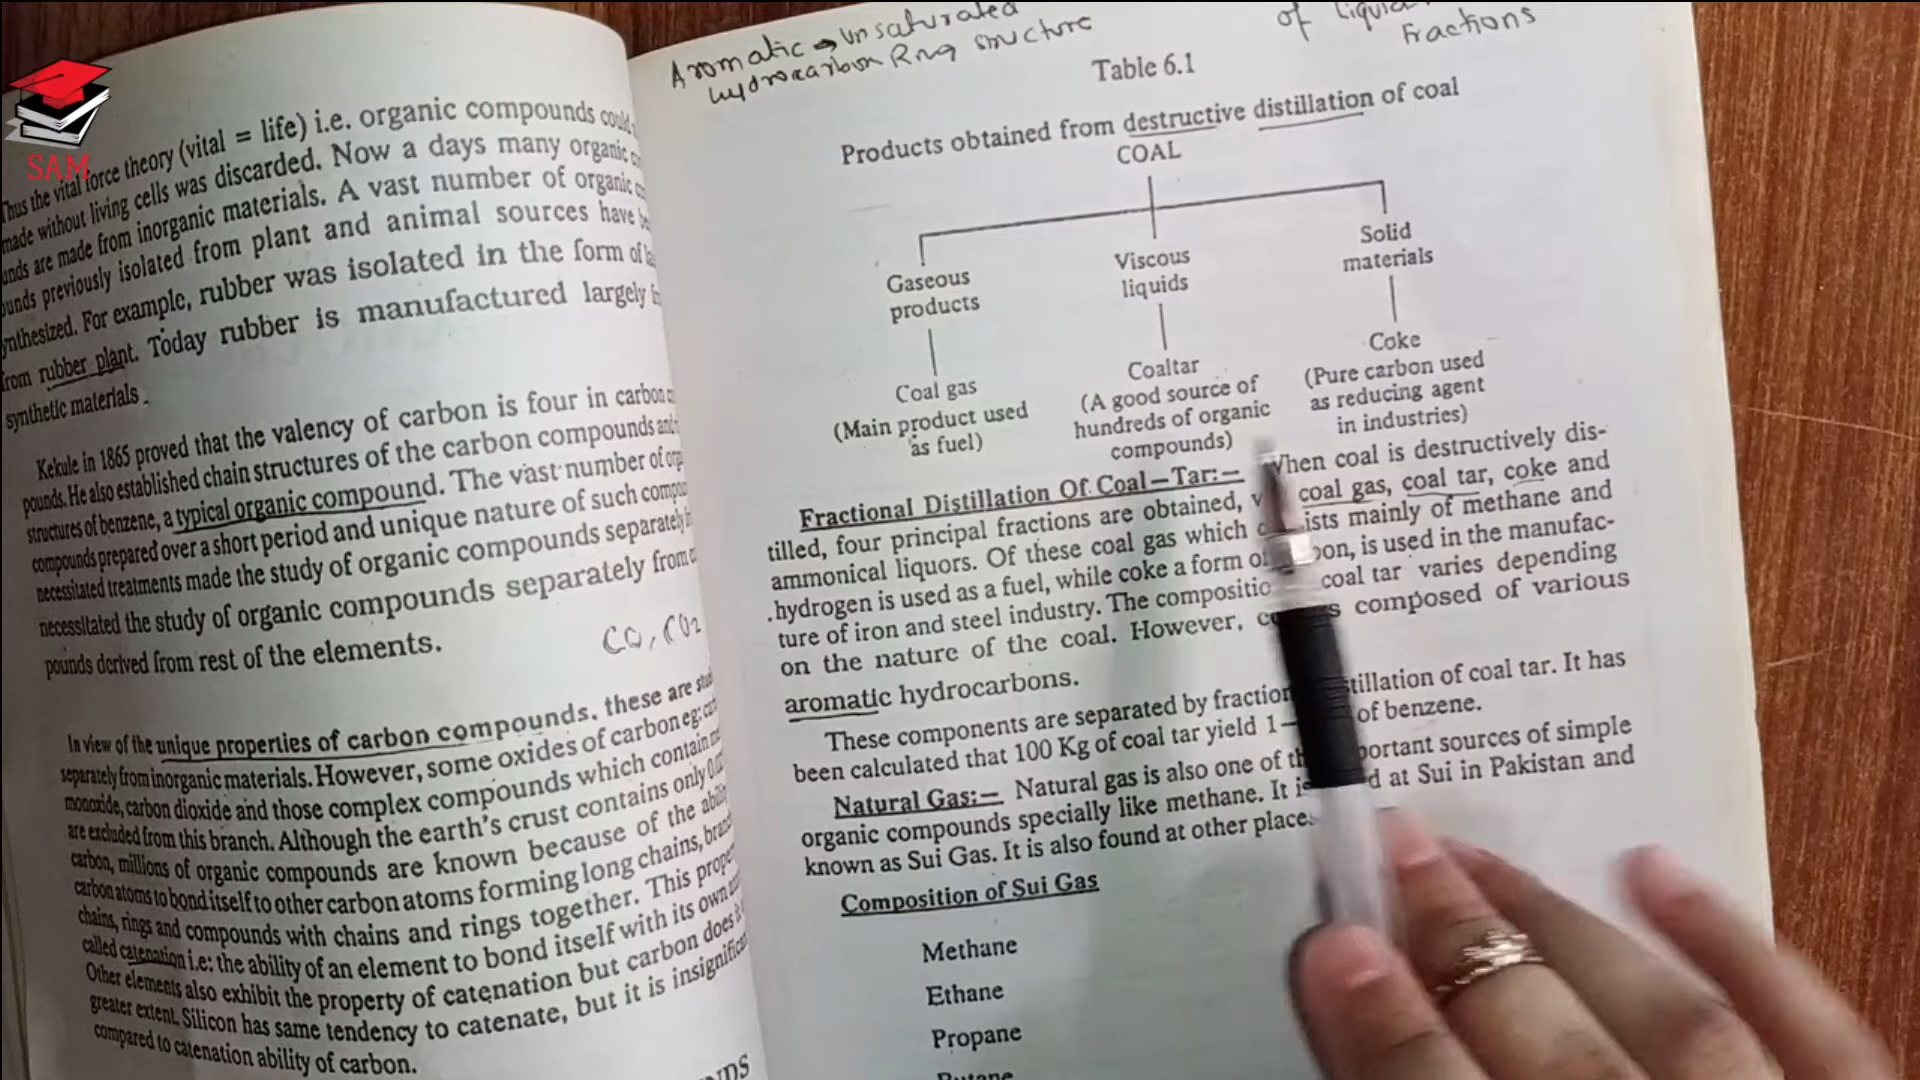 SAM
Thus the vital force theory (vital = life) i.e. organic compounds could
made without living cells was discarded. Now a days many organic
unds are made from inorganic materials. A vast number of organic
ounds previously isolated from plant and animal sources have
ynthesized. For example, rubber was isolated in the form of
from rubber plant. Today rubber is manufactured largely
synthetic materials.
Kekule in 1865 proved that the valency of carbon is four in carbon
pounds. He also established chain structures of the carbon compounds and
structures of benzene, a typical organic compound. The vast number of
compounds prepared over a short period and unique nature of such
necessitated treatments made the study of organic compounds separately
necessitated the study of organic compounds separately from
pounds derived from rest of the elements.
CO, CO2
In view of the unique properties of carbon compounds, these are
separately from inorganic materials. However, some oxides of carbon eg:
monoxide, carbon dioxide and those complex compounds which contain
are excluded from this branch. Although the earth's crust contains only
carbon, millions of organic compounds are known because of the
carbon atoms to bond itself to other carbon atoms forming long chains,
chains, rings and compounds with chains and rings together. This
called catenation i.e: the ability of an element to bond itself with its own
Other elements also exhibit the property of catenation but carbon does
greater extent. Silicon has same tendency to catenate, but it is
compared to catenation ability of carbon.
NDS
Aromatic → Unsaturated
hydrocarbon Ring structure
of liquid
Fractions
Table 6.1
Products obtained from destructive distillation of coal
COAL
Gaseous
products
Viscous
liquids
Solid
materials
Coal gas
(Main product used
as fuel)
Coaltar
(A good source of
hundreds of organic
compounds)
Coke
(Pure carbon used
as reducing agent
in industries)
Fractional Distillation Of Coal–Tar:– When coal is destructively dis-
tilled, four principal fractions are obtained, coal gas, coal tar, coke and
ammonical liquors. Of these coal gas which mainly of methane and
hydrogen is used as a fuel, while coke a form of is used in the manufac-
ture of iron and steel industry. The coal tar varies depending
on the nature of the coal. However, composed of various
aromatic hydrocarbons.
These components are separated by of coal tar. It has
been calculated that 100 Kg of coal tar yield of benzene.
Natural Gas:– Natural gas is also one of sources of simple
organic compounds specially like methane. It at Sui in Pakistan and
known as Sui Gas. It is also found at other
Composition of Sui Gas
Methane
Ethane
Propane
Butane